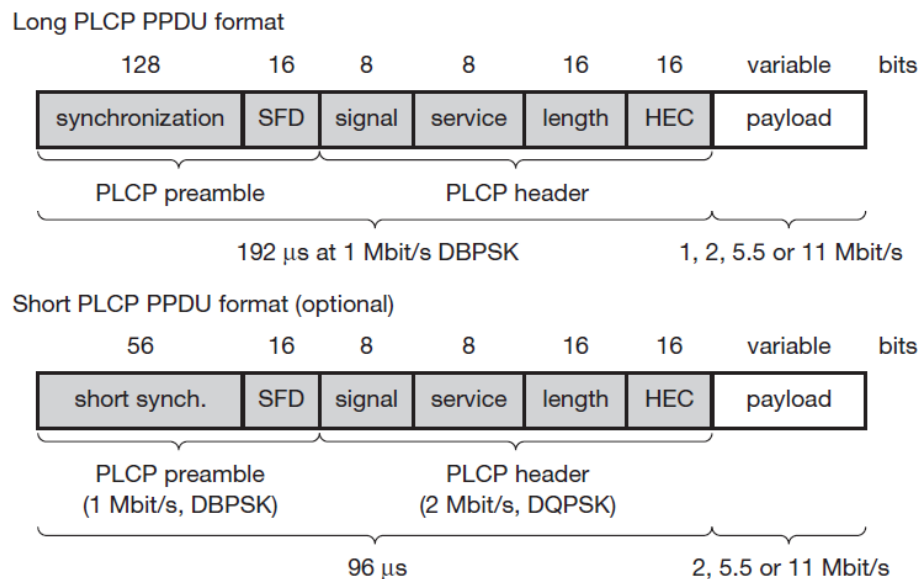 Long PLCP PPDU format
128 16 8 8 16 16 variable bits
synchronization SFD signal service length HEC payload
PLCP preamble PLCP header
192 µs at 1 Mbit/s DBPSK 1, 2, 5.5 or 11 Mbit/s
Short PLCP PPDU format (optional)
56 16 8 8 16 16 variable bits
short synch. SFD signal service length HEC payload
PLCP preamble PLCP header
(1 Mbit/s, DBPSK) (2 Mbit/s, DQPSK)
96 µs 2, 5.5 or 11 Mbit/s